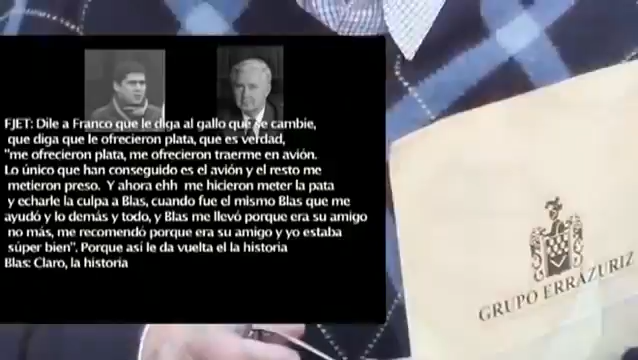 FJET: Dile a Franco que le diga al gallo que se cambie,
que diga que le ofrecieron plata, que es verdad,
"me ofrecieron plata, me ofrecieron traerme en avión.
Lo único que han conseguido es el avión y el resto me
metieron preso. Y ahora ehh me hicieron meter la pata
y echarle la culpa a Blas, cuando fue el mismo Blas que me
ayudó y lo demás y todo, y Blas me llevó porque era su amigo
no más, me recomendó porque era su amigo y yo estaba
súper bien". Porque así le da vuelta el la historia
Blas: Claro, la historia
GRUPO ERRAZURIZ